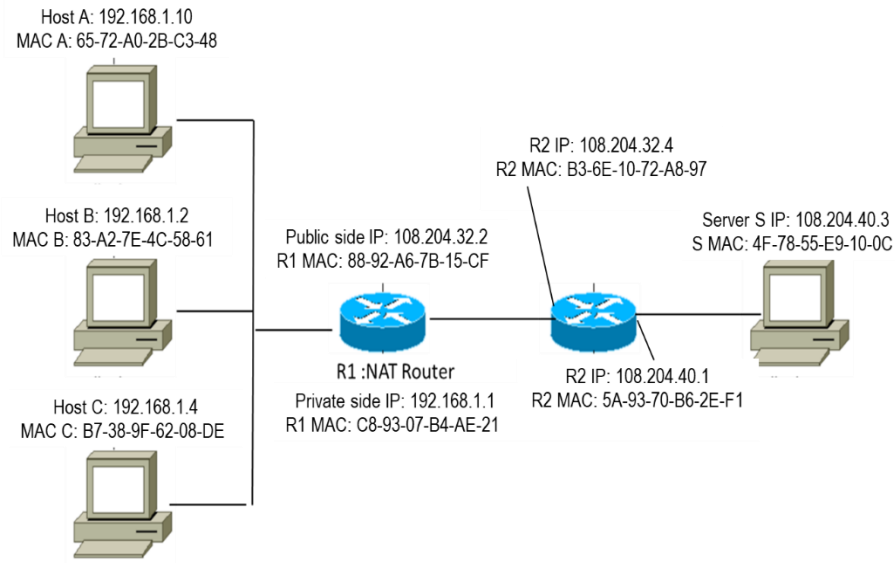 Host A: 192.168.1.10
MAC A: 65-72-A0-2B-C3-48
Host B: 192.168.1.2
MAC B: 83-A2-7E-4C-58-61
Host C: 192.168.1.4
MAC C: B7-38-9F-62-08-DE
Public side IP: 108.204.32.2
R1 MAC: 88-92-A6-7B-15-CF
R1 :NAT Router
Private side IP: 192.168.1.1
R1 MAC: C8-93-07-B4-AE-21
R2 IP: 108.204.32.4
R2 MAC: B3-6E-10-72-A8-97
R2 IP: 108.204.40.1
R2 MAC: 5A-93-70-B6-2E-F1
Server S IP: 108.204.40.3
S MAC: 4F-78-55-E9-10-0C